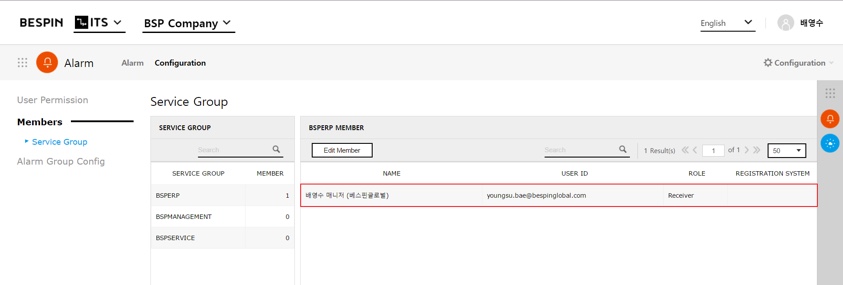 BESPIN ITS BSP Company English 배영수
Alarm Alarm Configuration Configuration
User Permission
Members
Service Group
Alarm Group Config
Service Group
SERVICE GROUP
Search
SERVICE GROUP MEMBER
BSPERP 1
BSPMANAGEMENT 0
BSPSERVICE 0
BSPERP MEMBER
Edit Member Search 1 Result(s) 1 of 1 50
NAME USER ID ROLE REGISTRATION SYSTEM
배영수 매니저 (베스핀글로벌) youngsu.bae@bespinglobal.com Receiver